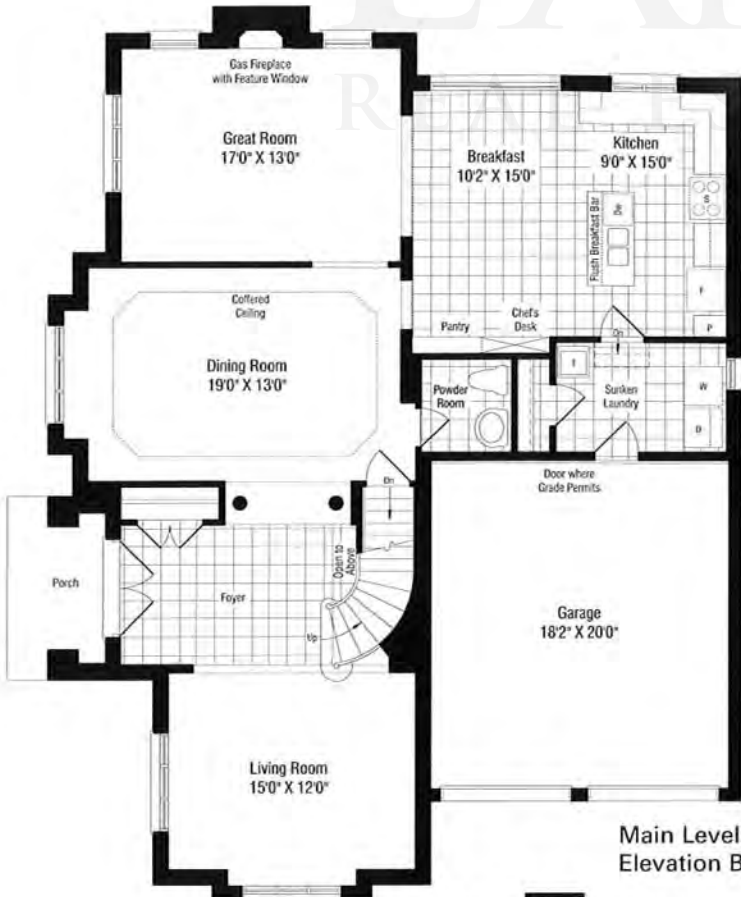 Gas Fireplace
with Feature Window
Great Room
17'0" X 13'0"
Breakfast
10'2" X 15'0"
Kitchen
9'0" X 15'0"
Flush Breakfast Bar
Dw
S
F
P
Pantry
Chef's
Desk
Coffered
Ceiling
Dining Room
19'0" X 13'0"
Powder
Room
Dn
T
Sunken
Laundry
W
D
Dn
Door where
Grade Permits
Porch
Foyer
Open to
Above
Up
Garage
18'2" X 20'0"
Living Room
15'0" X 12'0"
Main Level
Elevation B